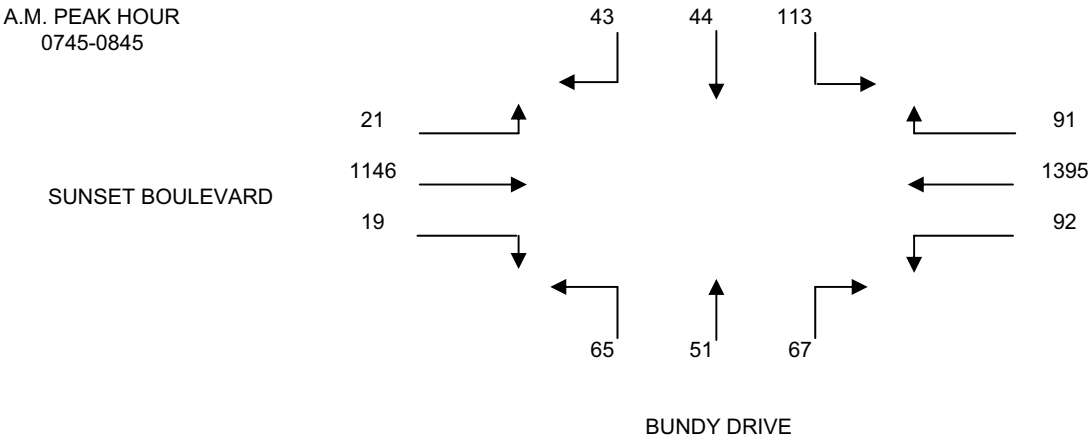 A.M. PEAK HOUR
0745-0845
43 44 113
21 91
1146 1395
SUNSET BOULEVARD
19 92
65 51 67
BUNDY DRIVE